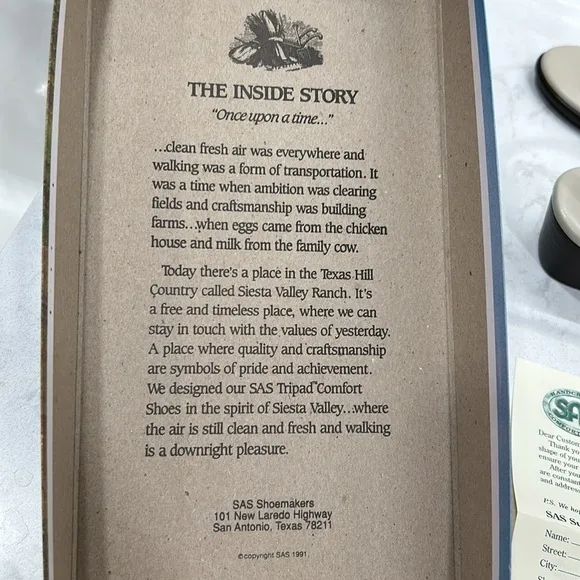 THE INSIDE STORY
"Once upon a time..."
...clean fresh air was everywhere and
walking was a form of transportation. It
was a time when ambition was clearing
fields and craftsmanship was building
farms...when eggs came from the chicken
house and milk from the family cow.
Today there's a place in the Texas Hill
Country called Siesta Valley Ranch. It's
a free and timeless place, where we can
stay in touch with the values of yesterday.
A place where quality and craftsmanship
are symbols of pride and achievement.
We designed our SAS Tripad™ Comfort
Shoes in the spirit of Siesta Valley...where
the air is still clean and fresh and walking
is a downright pleasure.
SAS Shoemakers
101 New Laredo Highway
San Antonio, Texas 78211
© copyright SAS 1991
Dear Custom
Thank yo
shape of you
ensure your
After your
are constant
and addres
P.S. We ho
SAS S
Name:
Street:
City: